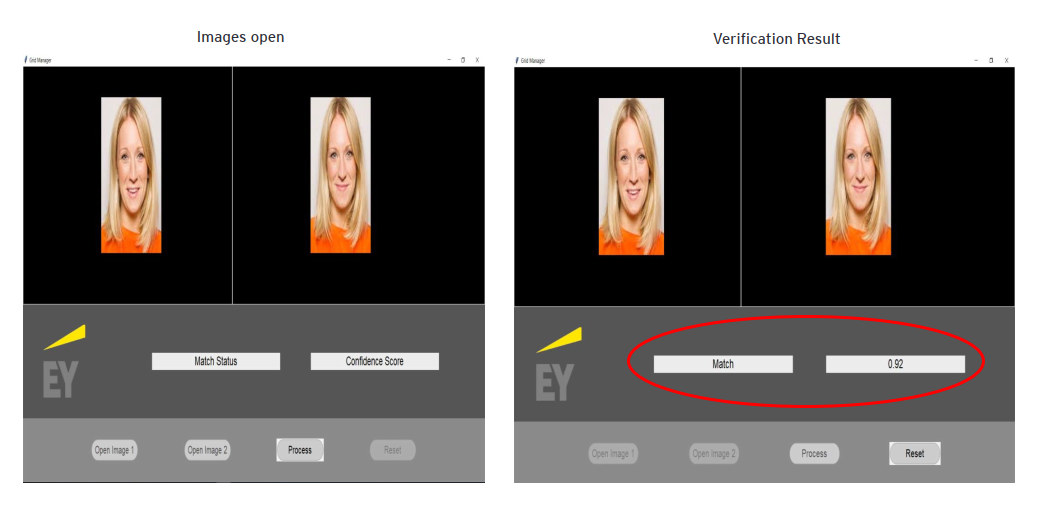 Images open
Grid Manager
Match Status
Confidence Score
EY
Open Image 1
Open Image 2
Process
Reset
Verification Result
Grid Manager
Match
0.92
EY
Open Image 1
Open Image 2
Process
Reset